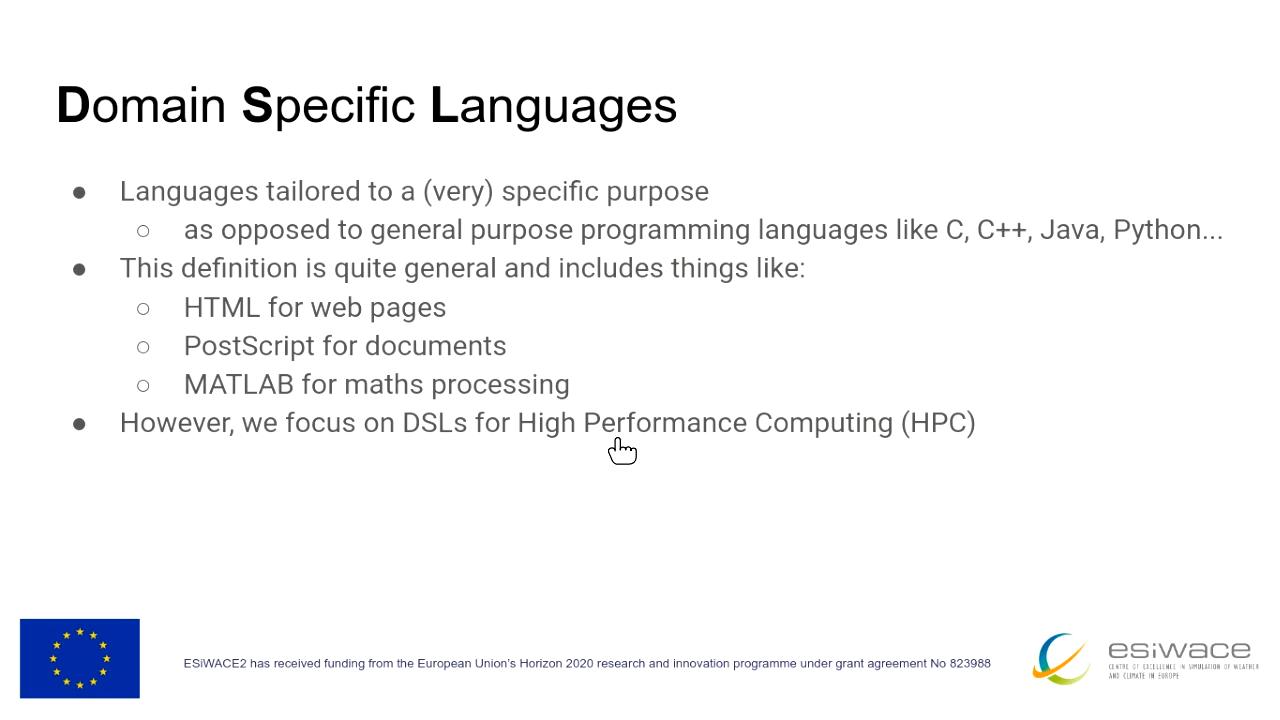 Domain Specific Languages
● Languages tailored to a (very) specific purpose
○ as opposed to general purpose programming languages like C, C++, Java, Python...
● This definition is quite general and includes things like:
○ HTML for web pages
○ PostScript for documents
○ MATLAB for maths processing
● However, we focus on DSLs for High Performance Computing (HPC)
ESiWACE2 has received funding from the European Union's Horizon 2020 research and innovation programme under grant agreement No 823988
esiwace
CENTRE OF EXCELLENCE IN SIMULATION OF WEATHER
AND CLIMATE IN EUROPE